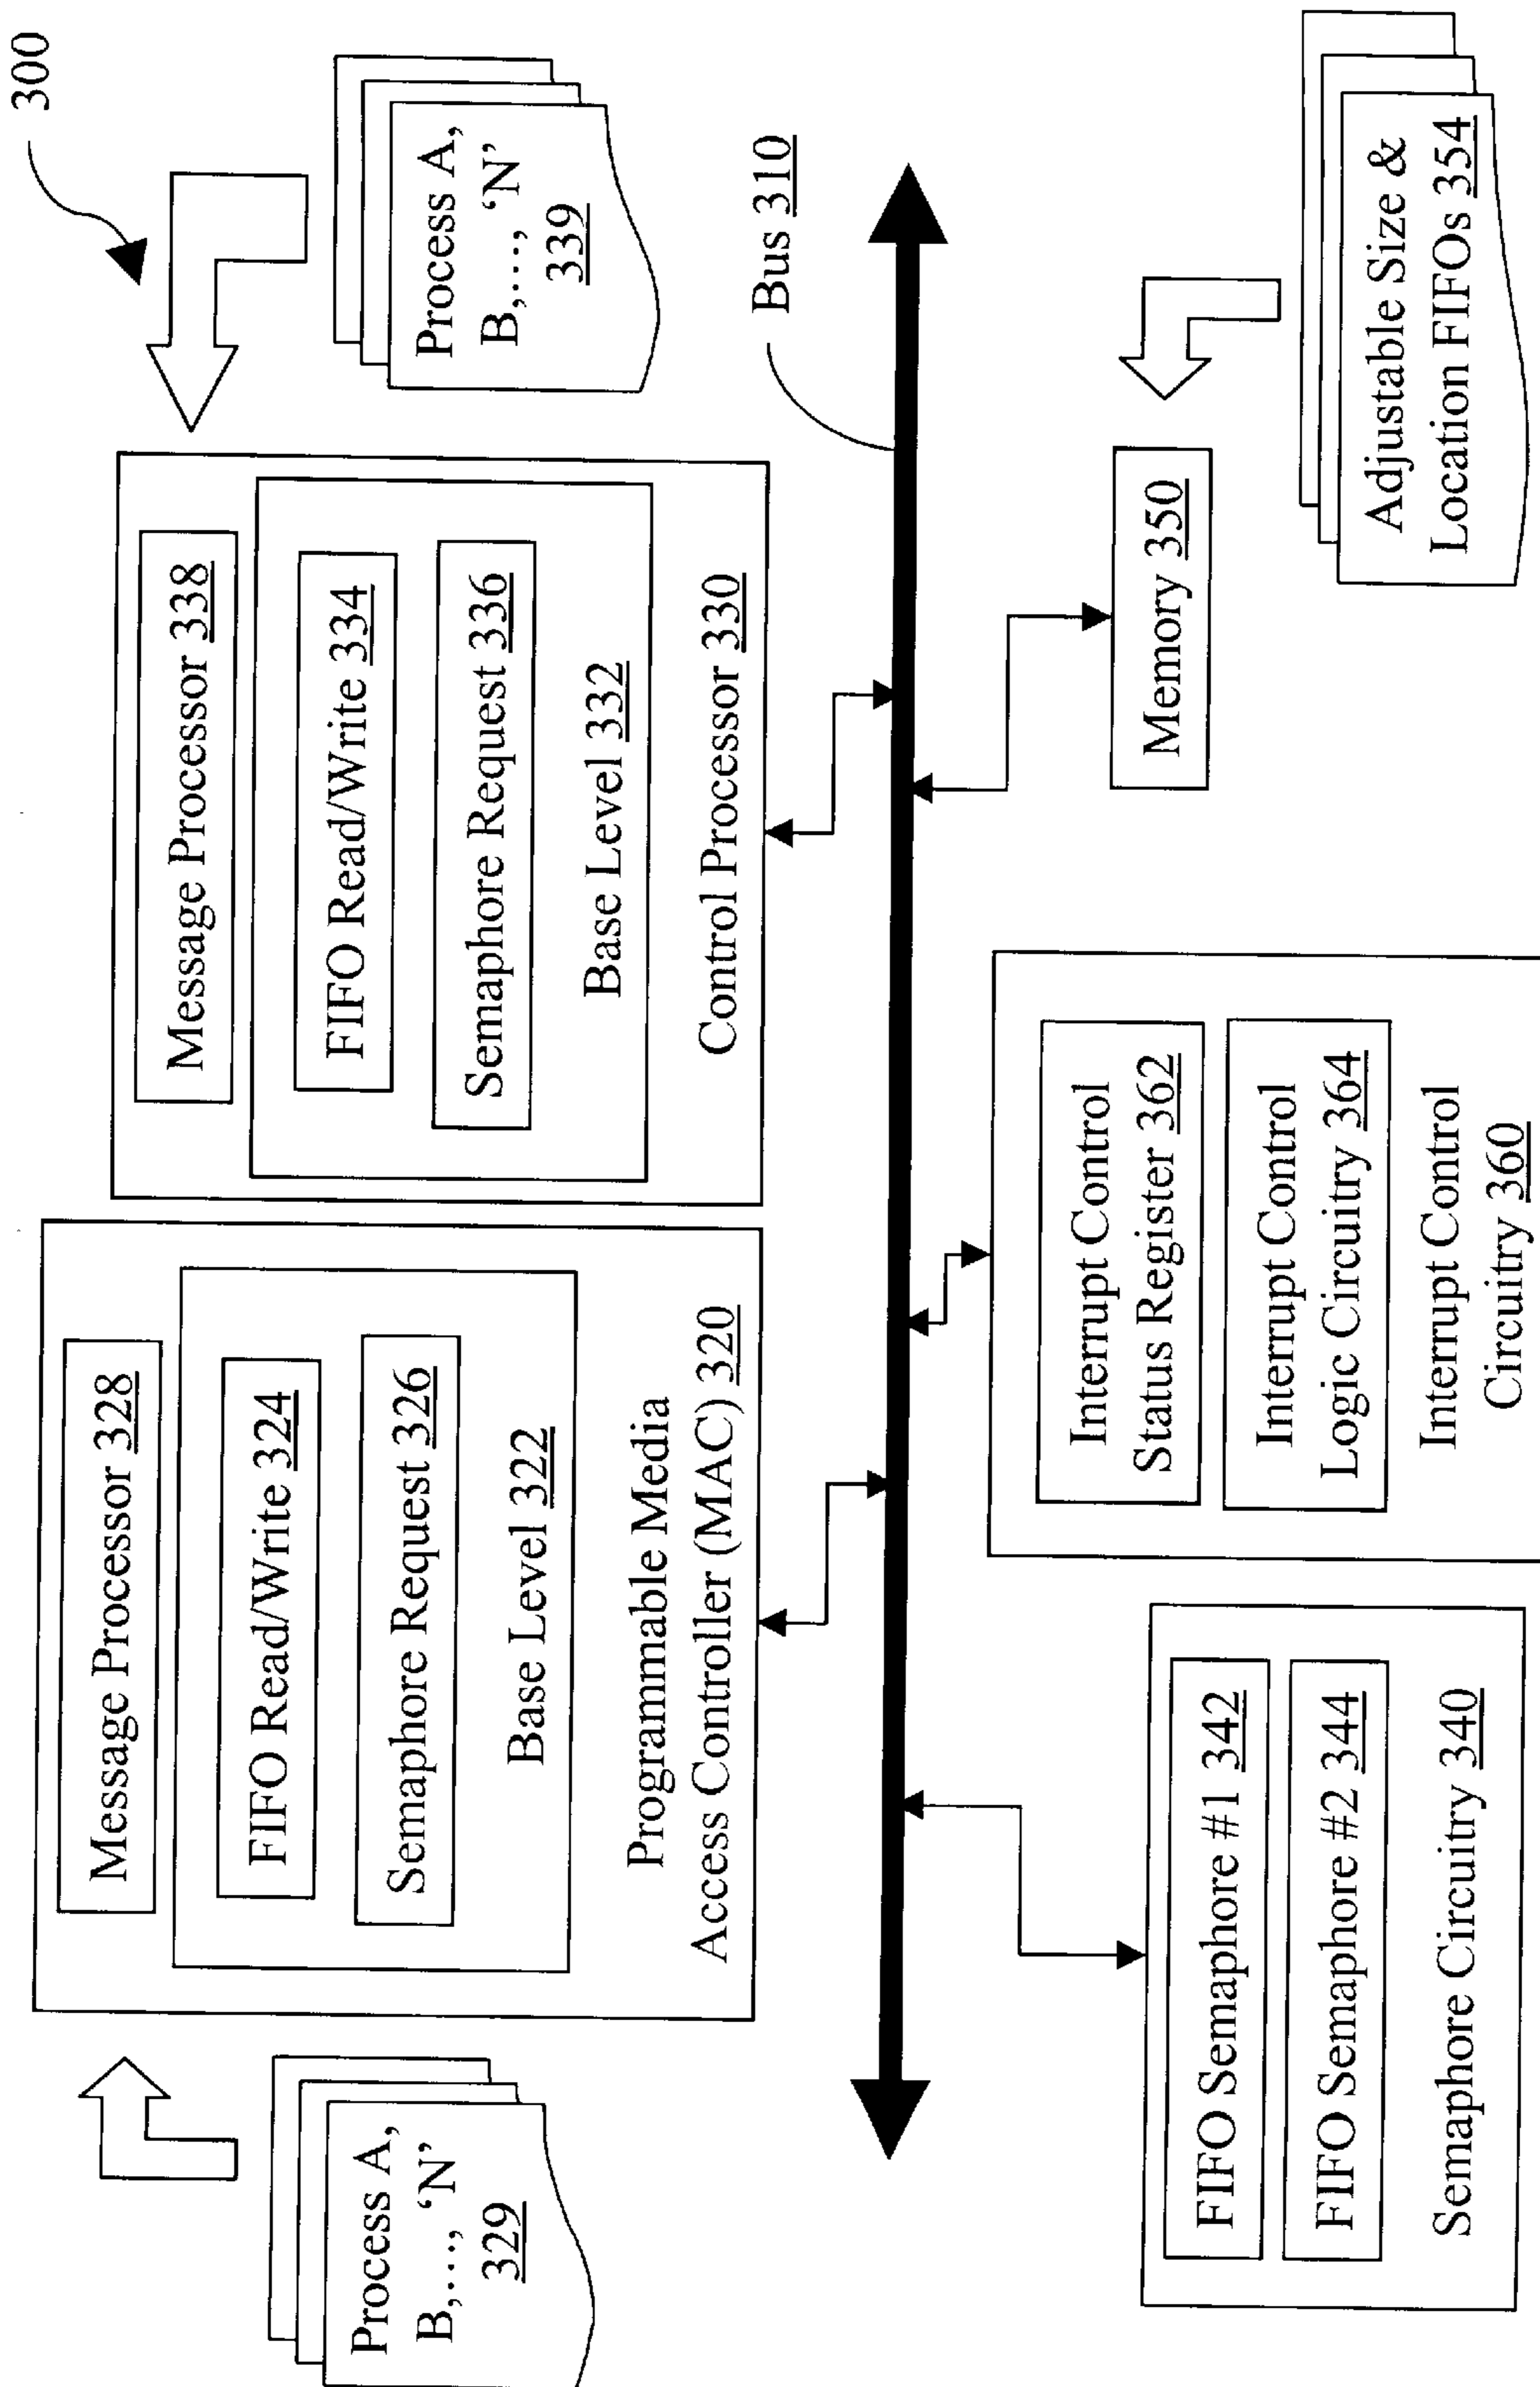 300
Process A,
B,..., ‘N’
329
Message Processor 328
FIFO Read/Write 324
Semaphore Request 326
Base Level 322
Programmable Media
Access Controller (MAC) 320
Message Processor 338
FIFO Read/Write 334
Semaphore Request 336
Base Level 332
Control Processor 330
Process A,
B,..., ‘N’
339
Bus 310
FIFO Semaphore #1 342
FIFO Semaphore #2 344
Semaphore Circuitry 340
Interrupt Control
Status Register 362
Interrupt Control
Logic Circuitry 364
Interrupt Control
Circuitry 360
Memory 350
Adjustable Size &
Location FIFOs 354